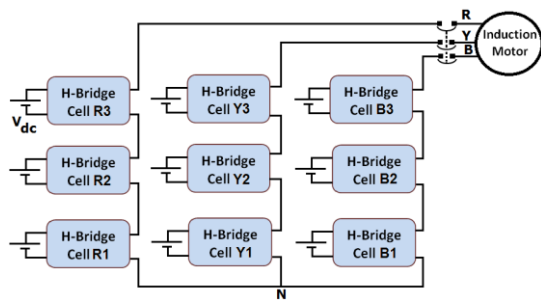 R
Y
B
Induction
Motor
H-Bridge
Cell R3
H-Bridge
Cell Y3
H-Bridge
Cell B3
Vdc
H-Bridge
Cell R2
H-Bridge
Cell Y2
H-Bridge
Cell B2
H-Bridge
Cell R1
H-Bridge
Cell Y1
H-Bridge
Cell B1
N